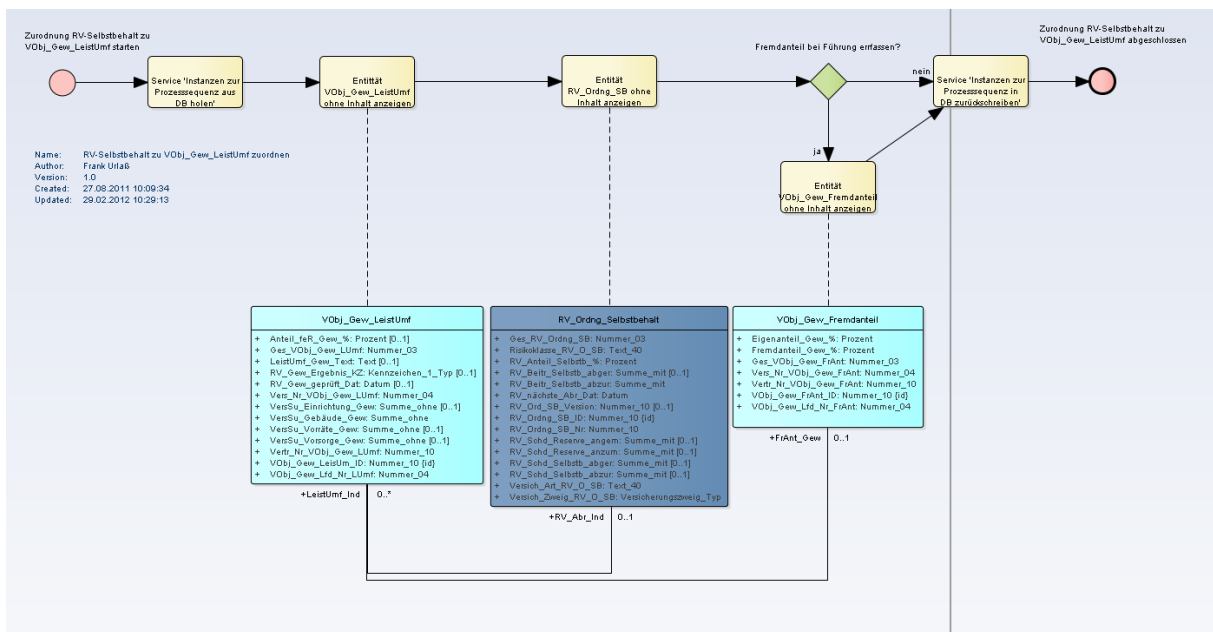 Zurodnung RV-Selbstbehalt zu
VObj_Gew_LeistUmf starten
Service 'Instanzen zur
Prozesssequenz aus
DB holen'
Entittät
VObj_Gew_LeistUmf
ohne Inhalt anzeigen
Entität
RV_Ordng_SB ohne
Inhalt anzeigen
Fremdanteil bei Führung errfassen?
nein
ja
Service 'Instanzen zur
Prozesssequenz in
DB zurückschreiben'
Zurodnung RV-Selbstbehalt zu
VObj_Gew_LeistUmf abgeschlossen
Entität
VObj_Gew_Fremdanteil
ohne Inhalt anzeigen
Name: RV-Selbstbehalt zu VObj_Gew_LeistUmf zuordnen
Author: Frank Urlaß
Version: 1.0
Created: 27.08.2011 10:09:34
Updated: 29.02.2012 10:29:13
VObj_Gew_LeistUmf
+ Anteil_feR_Gew_%: Prozent [0..1]
+ Ges_VObj_Gew_LUmf: Nummer_03
+ LeistUmf_Gew_Text: Text [0..1]
+ RV_Gew_Ergebnis_KZ: Kennzeichen_1_Typ [0..1]
+ RV_Gew_geprüft_Dat: Datum [0..1]
+ Vers_Nr_VObj_Gew_LUmf: Nummer_04
+ VersSu_Einrichtung_Gew: Summe_ohne [0..1]
+ VersSu_Gebäude_Gew: Summe_ohne
+ VersSu_Vorräte_Gew: Summe_ohne [0..1]
+ VersSu_Vorsorge_Gew: Summe_ohne [0..1]
+ Vertr_Nr_VObj_Gew_LUmf: Nummer_10
+ VObj_Gew_LeisUm_ID: Nummer_10 {id}
+ VObj_Gew_Lfd_Nr_LUmf: Nummer_04
+LeistUmf_Ind 0..*
RV_Ordng_Selbstbehalt
+ Ges_RV_Ordng_SB: Nummer_03
+ Risikoklasse_RV_O_SB: Text_40
+ RV_Anteil_Selbstb_%: Prozent
+ RV_Beitr_Selbstb_abger: Summe_mit [0..1]
+ RV_Beitr_Selbstb_abzur: Summe_mit
+ RV_nächste_Abr_Dat: Datum
+ RV_Ord_SB_Version: Nummer_10 [0..1]
+ RV_Ordng_SB_ID: Nummer_10 {id}
+ RV_Ordng_SB_Nr: Nummer_10
+ RV_Schd_Reserve_angem: Summe_mit [0..1]
+ RV_Schd_Reserve_anzum: Summe_mit [0..1]
+ RV_Schd_Selbstb_abger: Summe_mit [0..1]
+ RV_Schd_Selbstb_abzur: Summe_mit [0..1]
+ Versich_Art_RV_O_SB: Text_40
+ Versich_Zweig_RV_O_SB: Versicherungszweig_Typ
+RV_Abr_Ind 0..1
VObj_Gew_Fremdanteil
+ Eigenanteil_Gew_%: Prozent
+ Fremdanteil_Gew_%: Prozent
+ Ges_VObj_Gew_FrAnt: Nummer_03
+ Vers_Nr_VObj_Gew_FrAnt: Nummer_04
+ Vertr_Nr_VObj_Gew_FrAnt: Nummer_10
+ VObj_Gew_FrAnt_ID: Nummer_10 {id}
+ VObj_Gew_Lfd_Nr_FrAnt: Nummer_04
+FrAnt_Gew 0..1